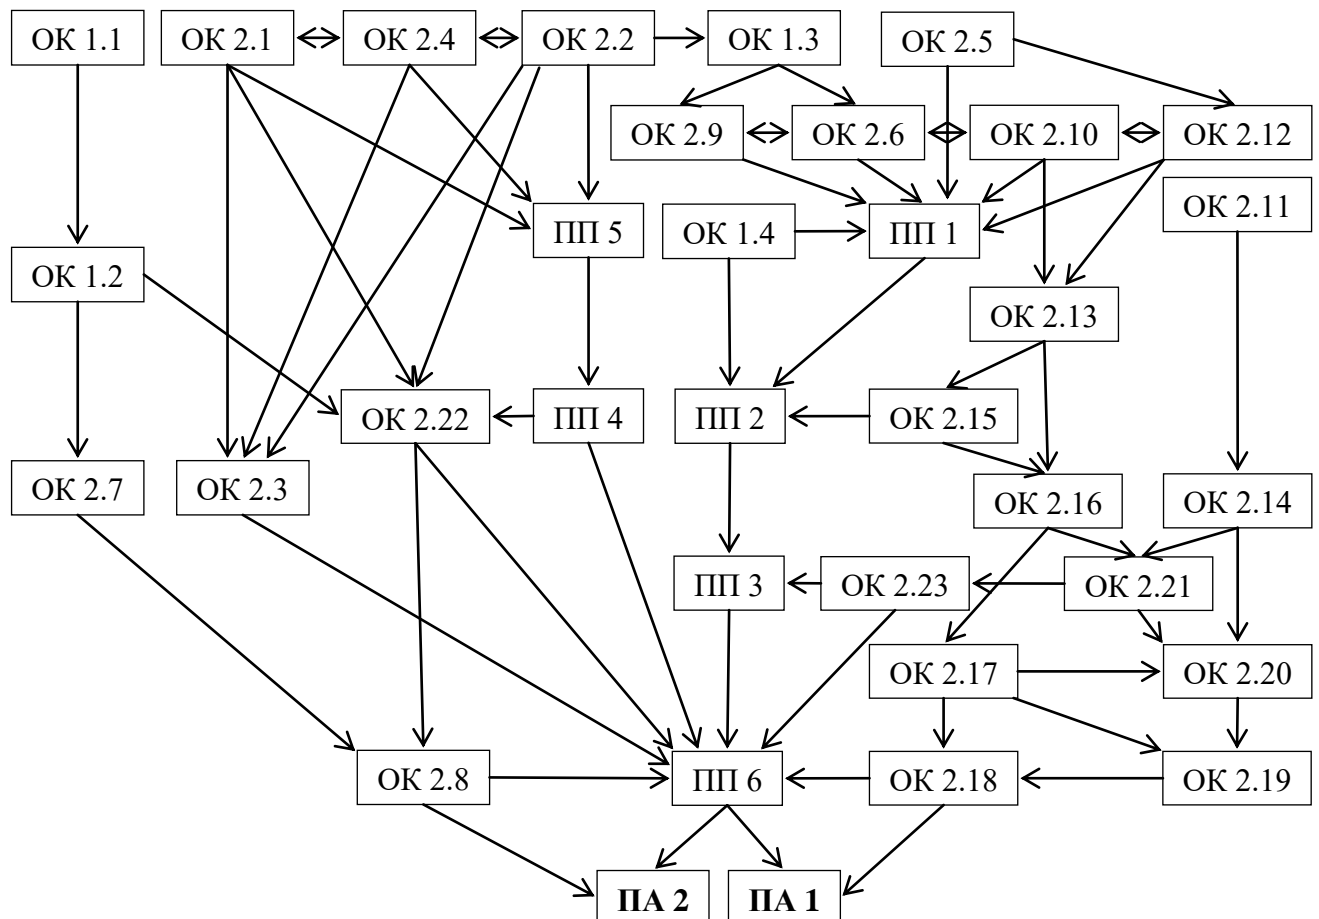 ОК 1.1
ОК 2.1
ОК 2.4
ОК 2.2
ОК 1.3
ОК 2.5
ОК 2.9
ОК 2.6
ОК 2.10
ОК 2.12
ОК 2.11
ПП 5
ОК 1.4
ПП 1
ОК 1.2
ОК 2.13
ОК 2.22
ПП 4
ПП 2
ОК 2.15
ОК 2.7
ОК 2.3
ОК 2.16
ОК 2.14
ПП 3
ОК 2.23
ОК 2.21
ОК 2.17
ОК 2.20
ОК 2.8
ПП 6
ОК 2.18
ОК 2.19
ПА 2
ПА 1